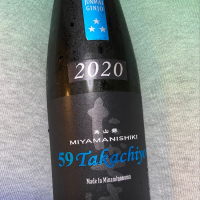 JUNMAI
GINJO
2020
美山錦
MIYAMANISHIKI
59 Takachiyo
Made In Minamiuonuma